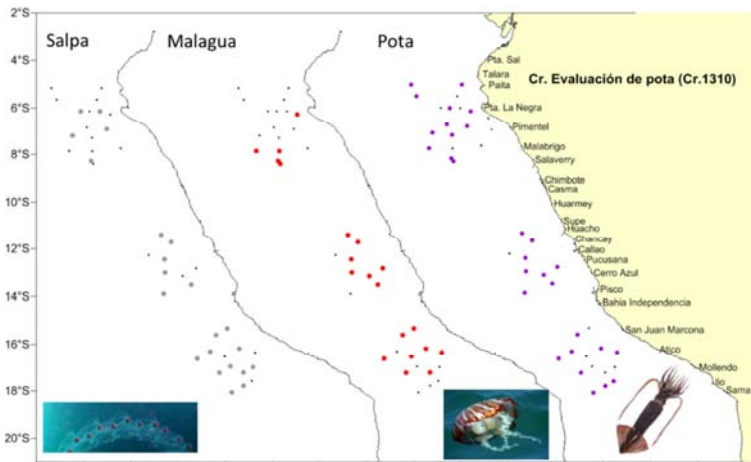 2°S
Salpa
Malagua
Pota
4°S
Pta. Sal
Talara
Paita
Cr. Evaluación de pota (Cr.1310)
6°S
Pta. La Negra
Pimentel
8°S
Malabrigo
Salaverry
Chimbote
Casma
10°S
Huarmey
Supe
Huacho
Chancay
12°S
Callao
Pucusana
Cerro Azul
Pisco
14°S
Bahia Independencia
San Juan Marcona
16°S
Atico
Mollendo
Ilo
18°S
Sama
20°S